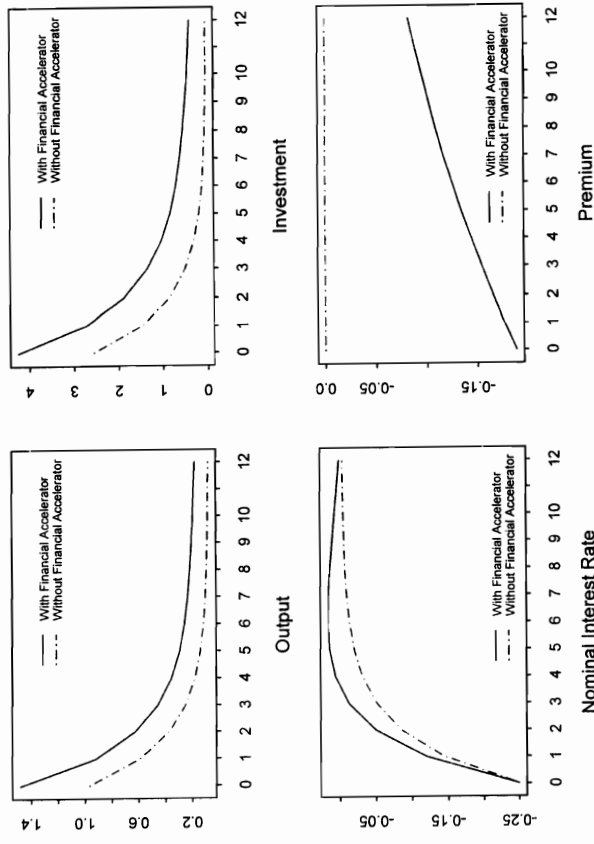 With Financial Accelerator
Without Financial Accelerator
1.4
1.0
0.6
0.2
0 1 2 3 4 5 6 7 8 9 10 12
Output
With Financial Accelerator
Without Financial Accelerator
4
3
2
1
0
0 1 2 3 4 5 6 7 8 9 10 12
Investment
With Financial Accelerator
Without Financial Accelerator
-0.05
-0.15
-0.25
0 1 2 3 4 5 6 7 8 9 10 12
Nominal Interest Rate
With Financial Accelerator
Without Financial Accelerator
0.0
-0.05
-0.15
0 1 2 3 4 5 6 7 8 9 10 12
Premium